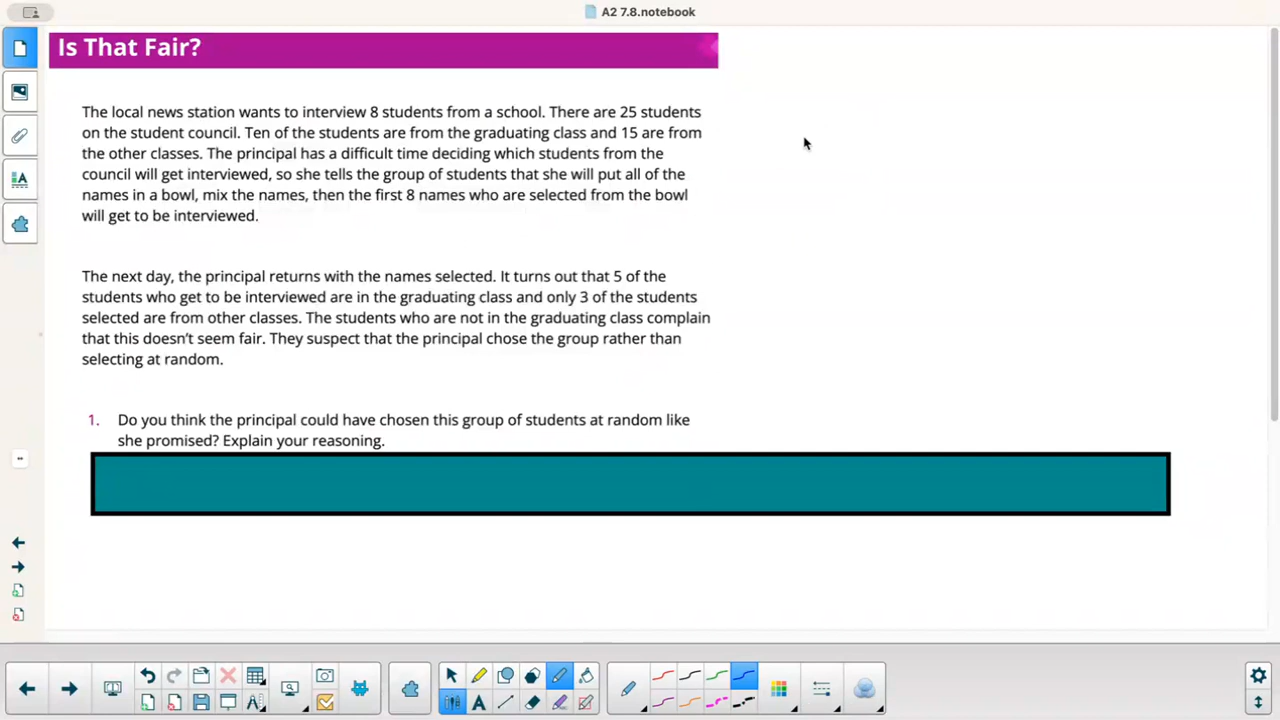 A2 7.8.notebook
Is That Fair?
The local news station wants to interview 8 students from a school. There are 25 students
on the student council. Ten of the students are from the graduating class and 15 are from
the other classes. The principal has a difficult time deciding which students from the
council will get interviewed, so she tells the group of students that she will put all of the
names in a bowl, mix the names, then the first 8 names who are selected from the bowl
will get to be interviewed.
The next day, the principal returns with the names selected. It turns out that 5 of the
students who get to be interviewed are in the graduating class and only 3 of the students
selected are from other classes. The students who are not in the graduating class complain
that this doesn't seem fair. They suspect that the principal chose the group rather than
selecting at random.
1. Do you think the principal could have chosen this group of students at random like
she promised? Explain your reasoning.